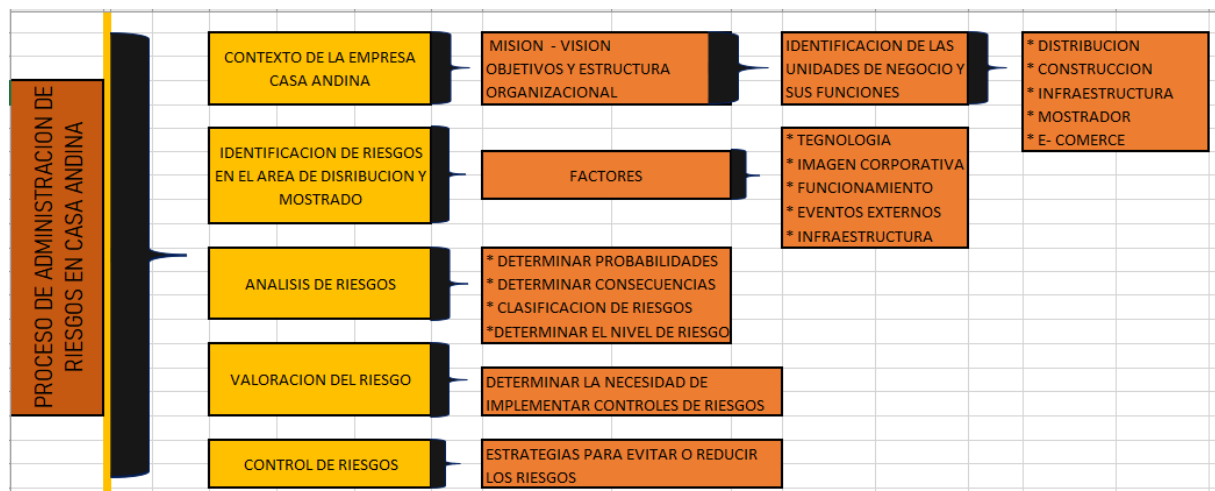 PROCESO DE ADMINISTRACION DE
RIESGOS EN CASA ANDINA
CONTEXTO DE LA EMPRESA
CASA ANDINA
MISION - VISION
OBJETIVOS Y ESTRUCTURA
ORGANIZACIONAL
IDENTIFICACION DE LAS
UNIDADES DE NEGOCIO Y
SUS FUNCIONES
* DISTRIBUCION
* CONSTRUCCION
* INFRAESTRUCTURA
* MOSTRADOR
* E- COMERCE
IDENTIFICACION DE RIESGOS
EN EL AREA DE DISRIBUCION Y
MOSTRADO
FACTORES
* TEGNOLOGIA
* IMAGEN CORPORATIVA
* FUNCIONAMIENTO
* EVENTOS EXTERNOS
* INFRAESTRUCTURA
ANALISIS DE RIESGOS
* DETERMINAR PROBABILIDADES
* DETERMINAR CONSECUENCIAS
* CLASIFICACION DE RIESGOS
*DETERMINAR EL NIVEL DE RIESGO
VALORACION DEL RIESGO
DETERMINAR LA NECESIDAD DE
IMPLEMENTAR CONTROLES DE RIESGOS
CONTROL DE RIESGOS
ESTRATEGIAS PARA EVITAR O REDUCIR
LOS RIESGOS